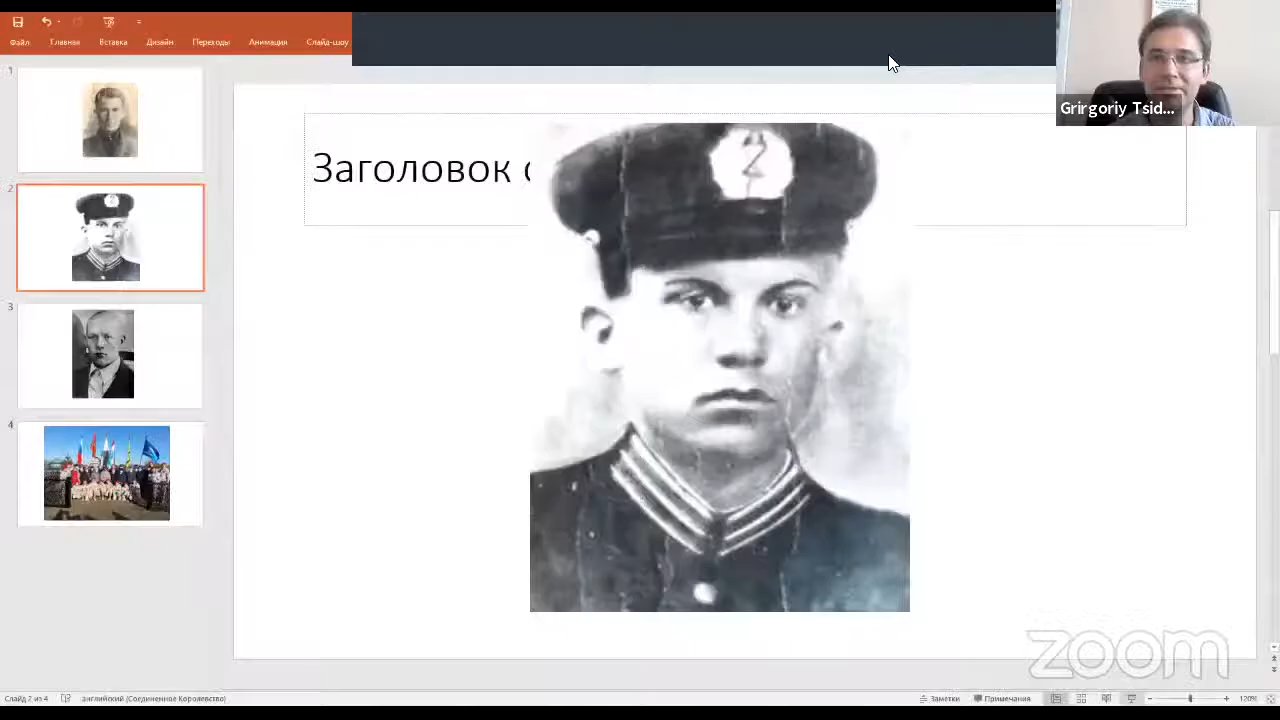 Файл Главная Вставка Дизайн Переходы Анимация Слайд-шоу
Grirgoriy Tsid...
1
2
3
4
Заголовок с
2
zoom
Слайд 2 из 4 английский (Соединенное Королевство) Заметки Примечания 120%